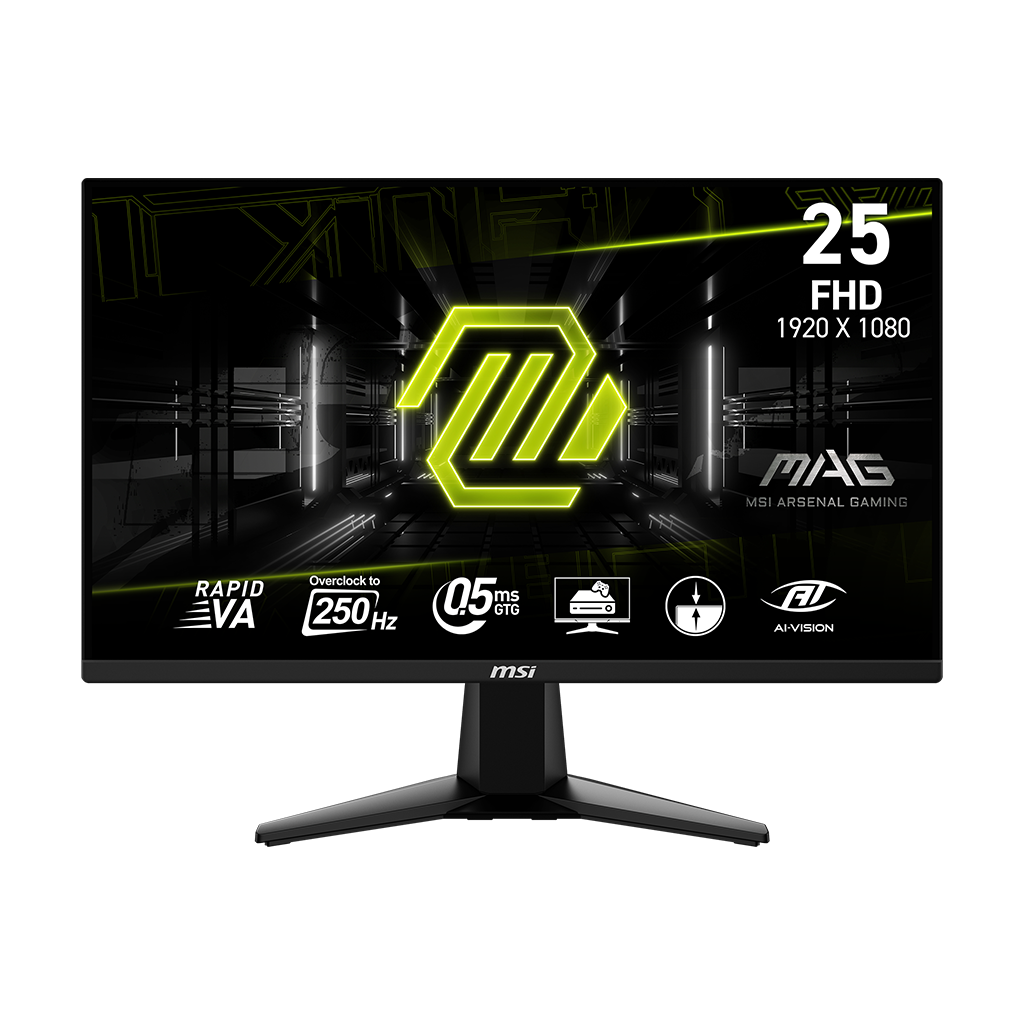 25
FHD
1920 X 1080
MAG
MSI ARSENAL GAMING
RAPID
VA
Overclock to
250Hz
0.5ms
GTG
AI
AI-VISION
msi